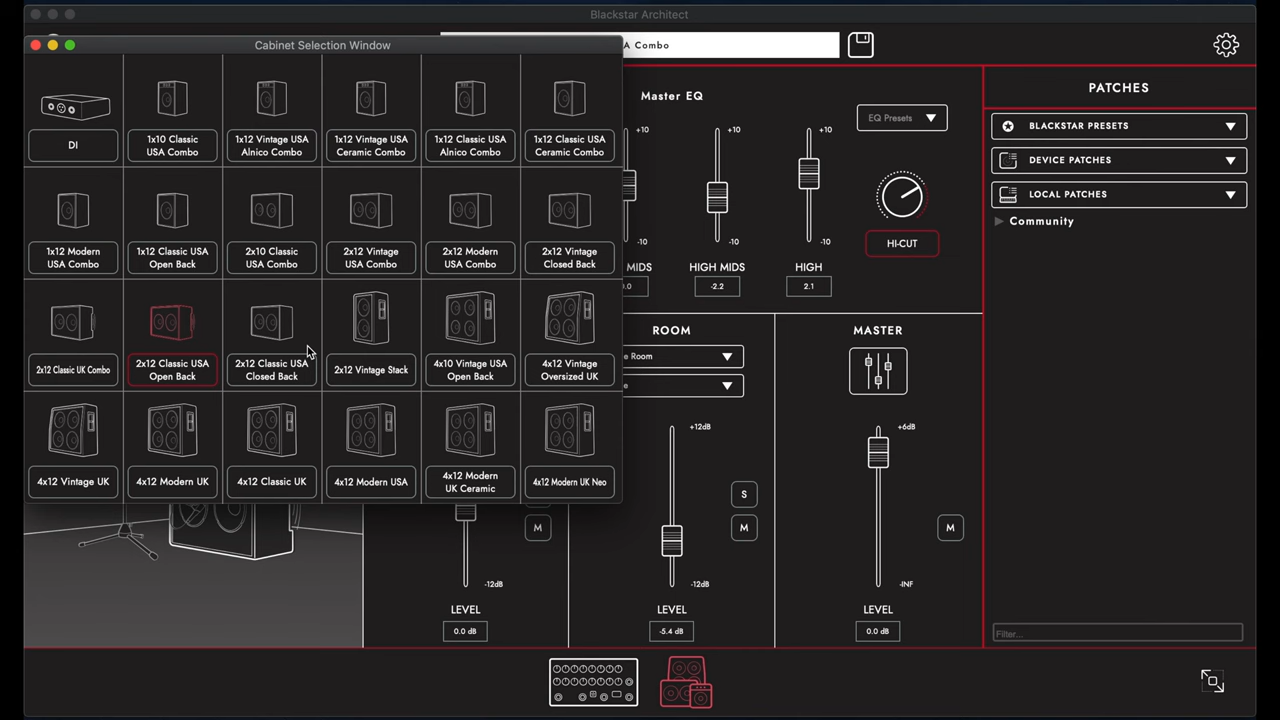 Blackstar Architect
Cabinet Selection Window
A Combo
DI
1x10 Classic
USA Combo
1x12 Vintage USA
Alnico Combo
1x12 Vintage USA
Ceramic Combo
1x12 Classic USA
Alnico Combo
1x12 Classic USA
Ceramic Combo
1x12 Modern
USA Combo
1x12 Classic USA
Open Back
2x10 Classic
USA Combo
2x12 Vintage
USA Combo
2x12 Modern
USA Combo
2x12 Vintage
Closed Back
2x12 Classic UK Combo
2x12 Classic USA
Open Back
2x12 Classic USA
Closed Back
2x12 Vintage Stack
4x10 Vintage USA
Open Back
4x12 Vintage
Oversized UK
4x12 Vintage UK
4x12 Modern UK
4x12 Classic UK
4x12 Modern USA
4x12 Modern
UK Ceramic
4x12 Modern UK Neo
Master EQ
EQ Presets
+10
+10
+10
-10
-10
-10
HI-CUT
MIDS
HIGH MIDS
HIGH
.0
-2.2
2.1
ROOM
e Room
e
+12dB
S
M
-12dB
LEVEL
-5.4 dB
M
-12dB
LEVEL
0.0 dB
MASTER
+6dB
M
-INF
LEVEL
0.0 dB
PATCHES
BLACKSTAR PRESETS
DEVICE PATCHES
LOCAL PATCHES
Community
Filter...